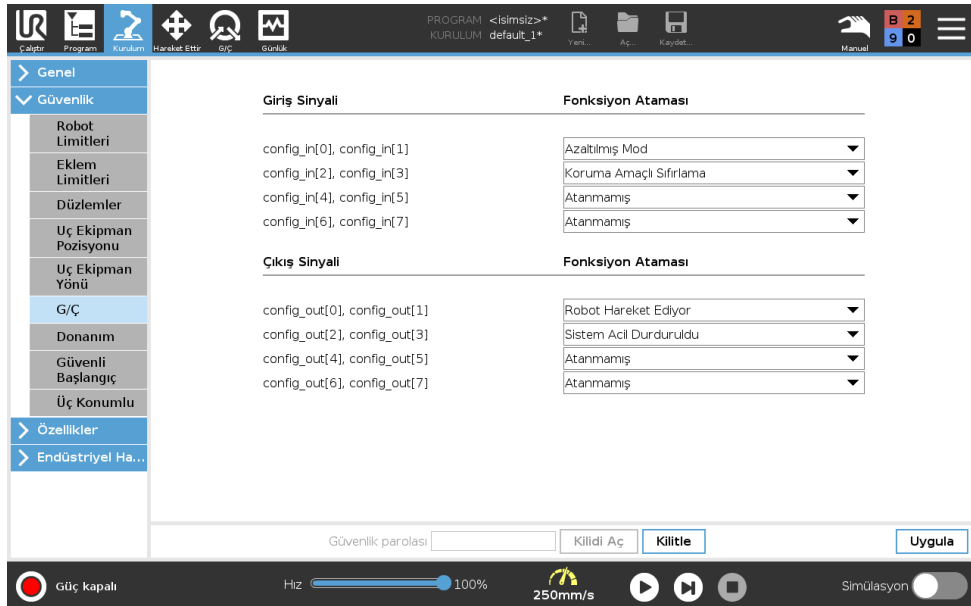 UR
Çalıştır
Program
Kurulum
Hareket Ettir
G/Ç
Günlük
PROGRAM <isimsiz>*
KURULUM default_1*
Yeni...
Aç...
Kaydet...
Manuel
B 2
9 0
Genel
Güvenlik
Robot
Limitleri
Eklem
Limitleri
Düzlemler
Uç Ekipman
Pozisyonu
Uç Ekipman
Yönü
G/Ç
Donanım
Güvenli
Başlangıç
Üç Konumlu
Özellikler
Endüstriyel Ha...
Giriş Sinyali Fonksiyon Ataması
config_in[0], config_in[1] Azaltılmış Mod
config_in[2], config_in[3] Koruma Amaçlı Sıfırlama
config_in[4], config_in[5] Atanmamış
config_in[6], config_in[7] Atanmamış
Çıkış Sinyali Fonksiyon Ataması
config_out[0], config_out[1] Robot Hareket Ediyor
config_out[2], config_out[3] Sistem Acil Durduruldu
config_out[4], config_out[5] Atanmamış
config_out[6], config_out[7] Atanmamış
Güvenlik parolası Kilidi Aç Kilitle Uygula
Güç kapalı Hız 100% 250mm/s Simülasyon